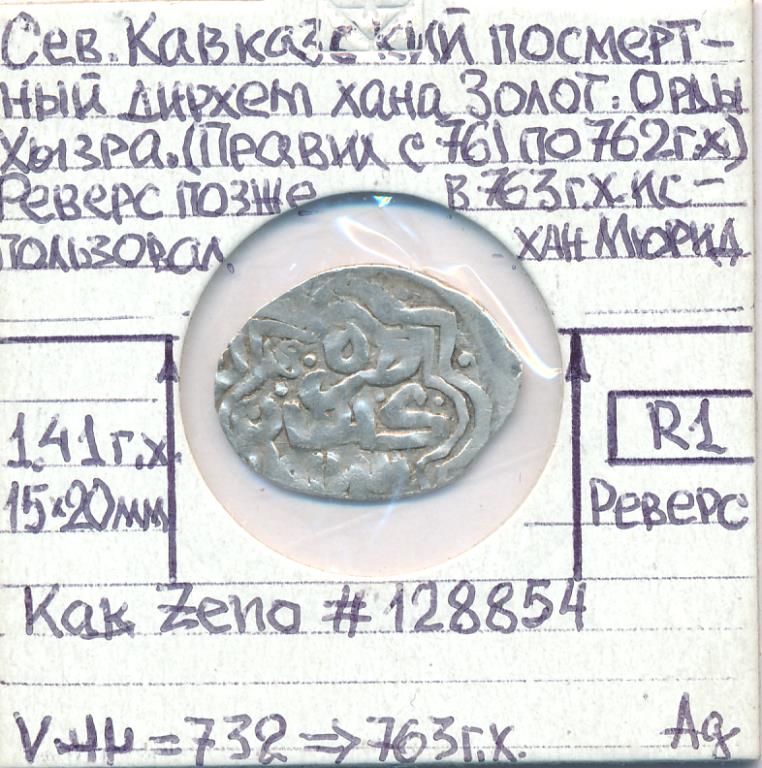 Сев. Кавказский посмерт-
ный дирхем хана Золот. Орды
Хызра. (Правил с 761 по 762г.х)
Реверс позже в 763г.х. ис-
пользовал хан Мюрид
1.41г.х.
15×20мм
R1
Реверс
Как Zeno #128854
=732 => 763г.х.
Ag